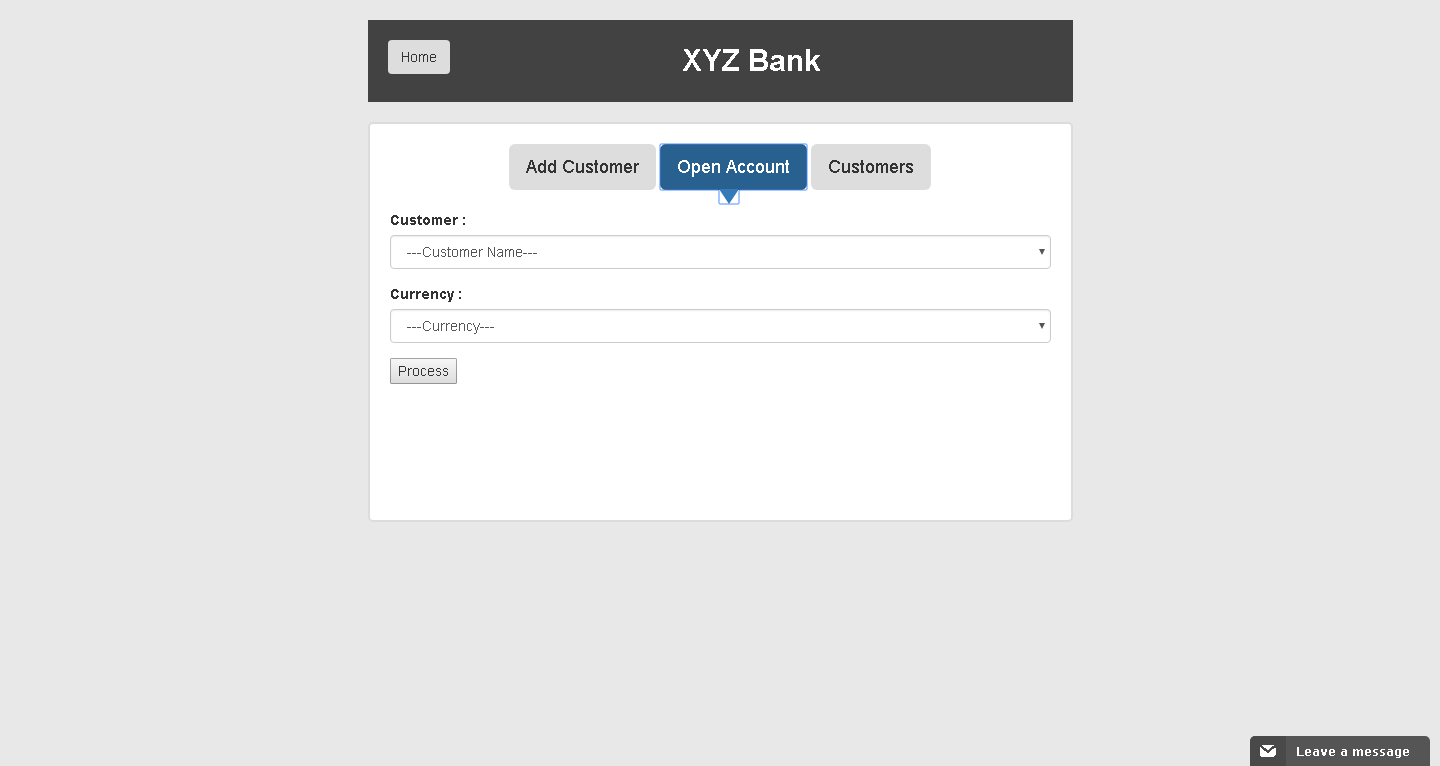 Home
XYZ Bank
Add Customer
Open Account
Customers
Customer :
---Customer Name---
Currency :
---Currency---
Process
Leave a message